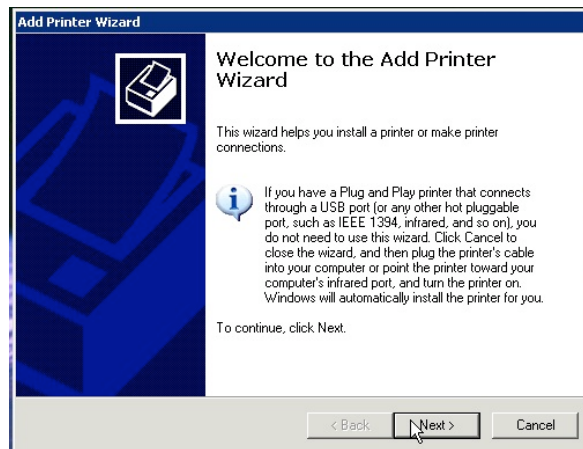 Add Printer Wizard
Welcome to the Add Printer
Wizard
This wizard helps you install a printer or make printer
connections.
If you have a Plug and Play printer that connects
through a USB port (or any other hot pluggable
port, such as IEEE 1394, infrared, and so on), you
do not need to use this wizard. Click Cancel to
close the wizard, and then plug the printer's cable
into your computer or point the printer toward your
computer's infrared port, and turn the printer on.
Windows will automatically install the printer for you.
To continue, click Next.
< Back Next > Cancel